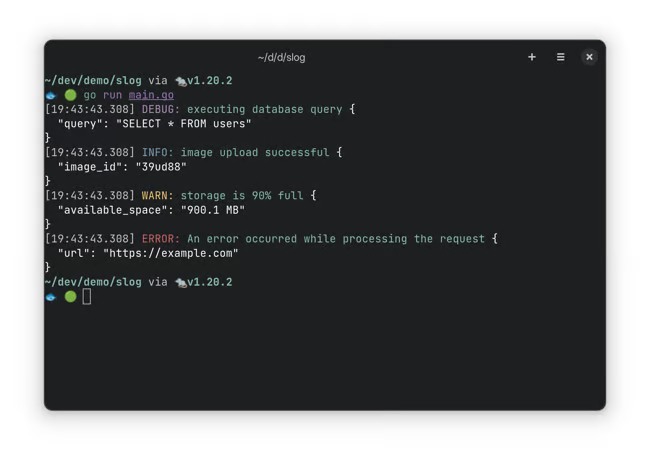 ~/d/d/slog
~/dev/demo/slog via 🐀v1.20.2
🐟 🟢 go run main.go
[19:43:43.308] DEBUG: executing database query {
  "query": "SELECT * FROM users"
}
[19:43:43.308] INFO: image upload successful {
  "image_id": "39ud88"
}
[19:43:43.308] WARN: storage is 90% full {
  "available_space": "900.1 MB"
}
[19:43:43.308] ERROR: An error occurred while processing the request {
  "url": "https://example.com"
}
~/dev/demo/slog via 🐀v1.20.2
🐟 🟢